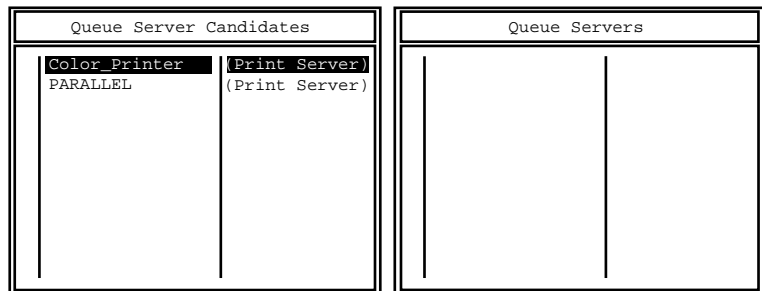 Queue Server Candidates
Color_Printer (Print Server)
PARALLEL (Print Server)
Queue Servers